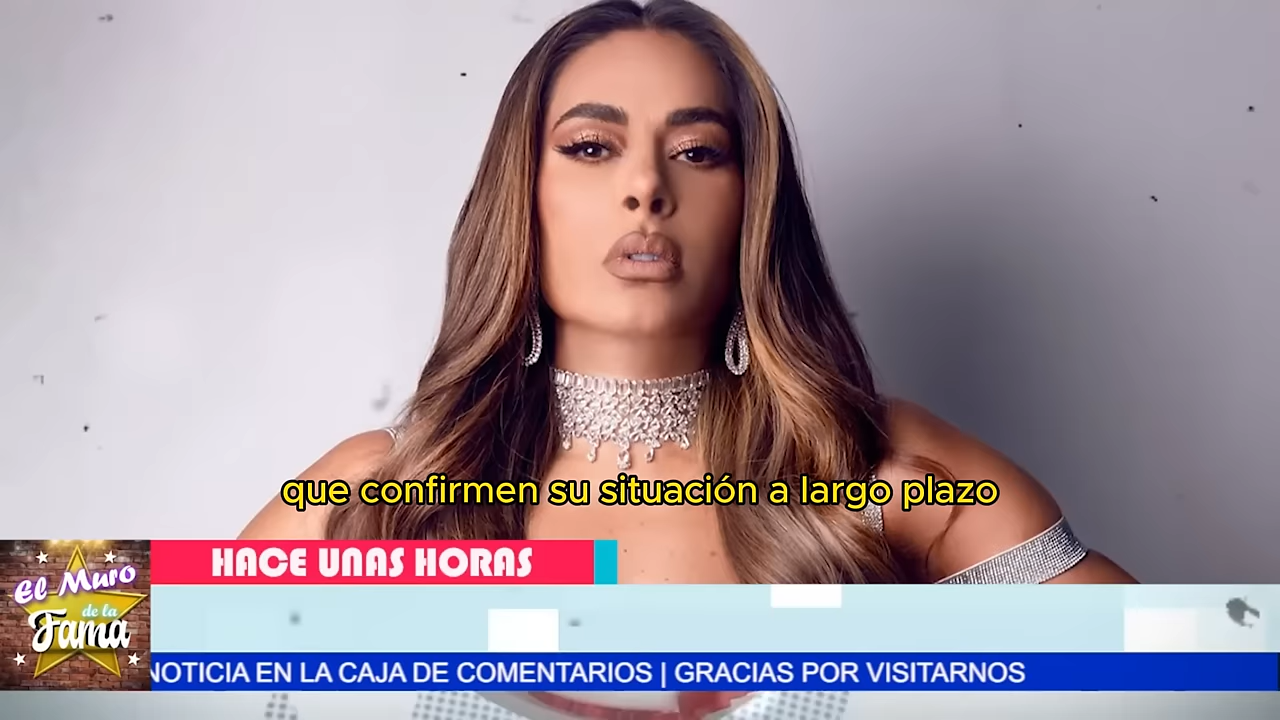 que confirmen su situación a largo plazo
HACE UNAS HORAS
El Muro
de la
Fama
NOTICIA EN LA CAJA DE COMENTARIOS | GRACIAS POR VISITARNOS